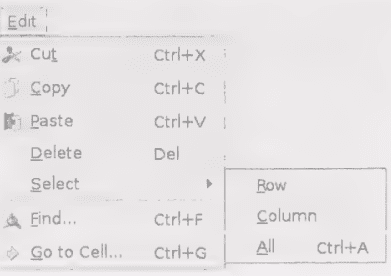 Edit
Cut Ctrl+X
Copy Ctrl+C
Paste Ctrl+V
Delete Del
Select
Row
Column
Find... Ctrl+F
All Ctrl+A
Go to Cell... Ctrl+G